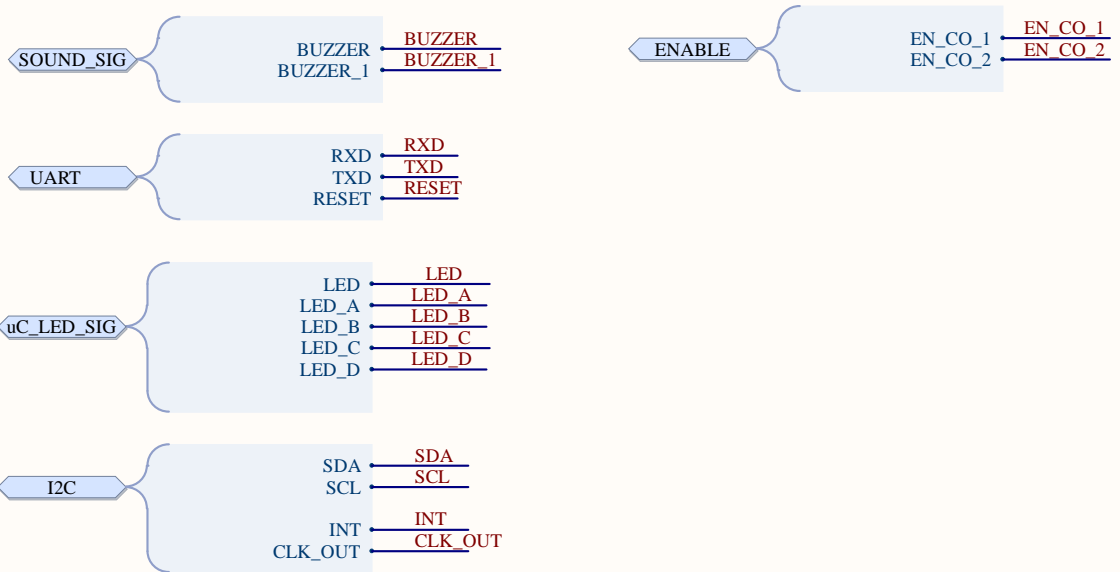 SOUND_SIG
BUZZER BUZZER
BUZZER_1 BUZZER_1
ENABLE
EN_CO_1 EN_CO_1
EN_CO_2 EN_CO_2
UART
RXD RXD
TXD TXD
RESET RESET
uC_LED_SIG
LED LED
LED_A LED_A
LED_B LED_B
LED_C LED_C
LED_D LED_D
I2C
SDA SDA
SCL SCL
INT INT
CLK_OUT CLK_OUT